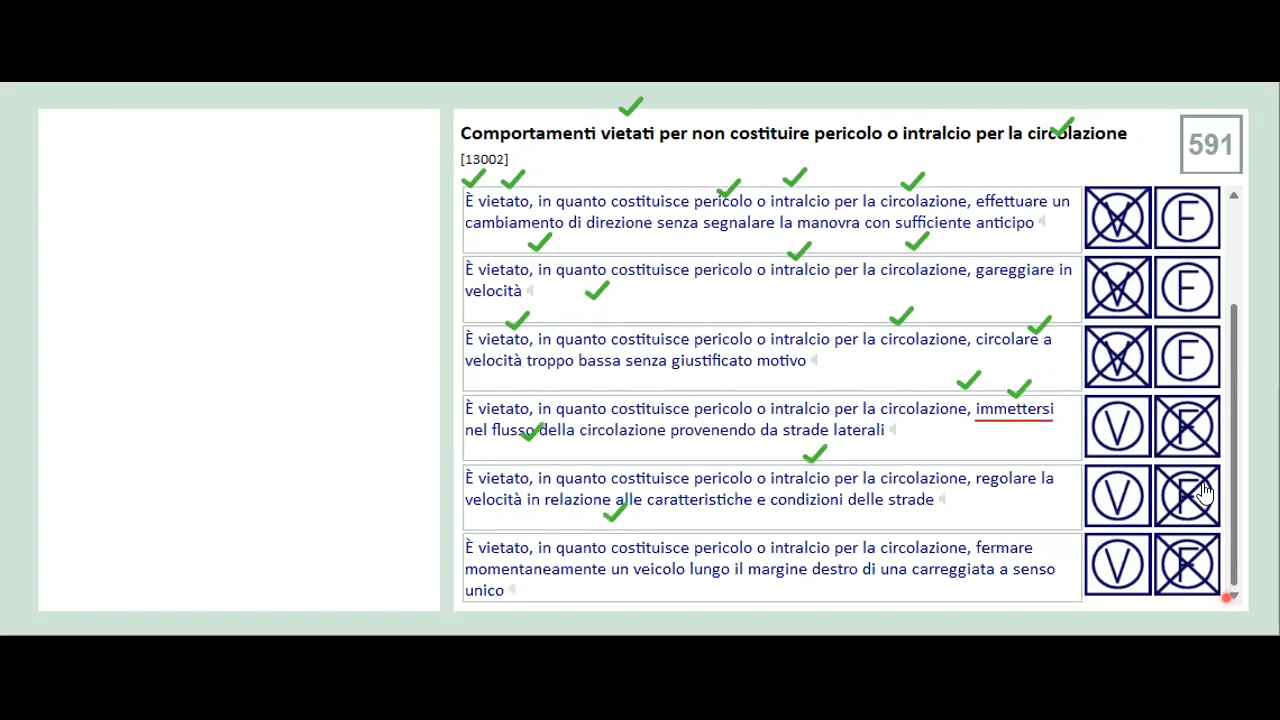 Comportamenti vietati per non costituire pericolo o intralcio per la circolazione
591
[13002]
È vietato, in quanto costituisce pericolo o intralcio per la circolazione, effettuare un
cambiamento di direzione senza segnalare la manovra con sufficiente anticipo
V F
È vietato, in quanto costituisce pericolo o intralcio per la circolazione, gareggiare in
velocità
V F
È vietato, in quanto costituisce pericolo o intralcio per la circolazione, circolare a
velocità troppo bassa senza giustificato motivo
V F
È vietato, in quanto costituisce pericolo o intralcio per la circolazione, immettersi
nel flusso della circolazione provenendo da strade laterali
V F
È vietato, in quanto costituisce pericolo o intralcio per la circolazione, regolare la
velocità in relazione alle caratteristiche e condizioni delle strade
V F
È vietato, in quanto costituisce pericolo o intralcio per la circolazione, fermare
momentaneamente un veicolo lungo il margine destro di una carreggiata a senso
unico
V F